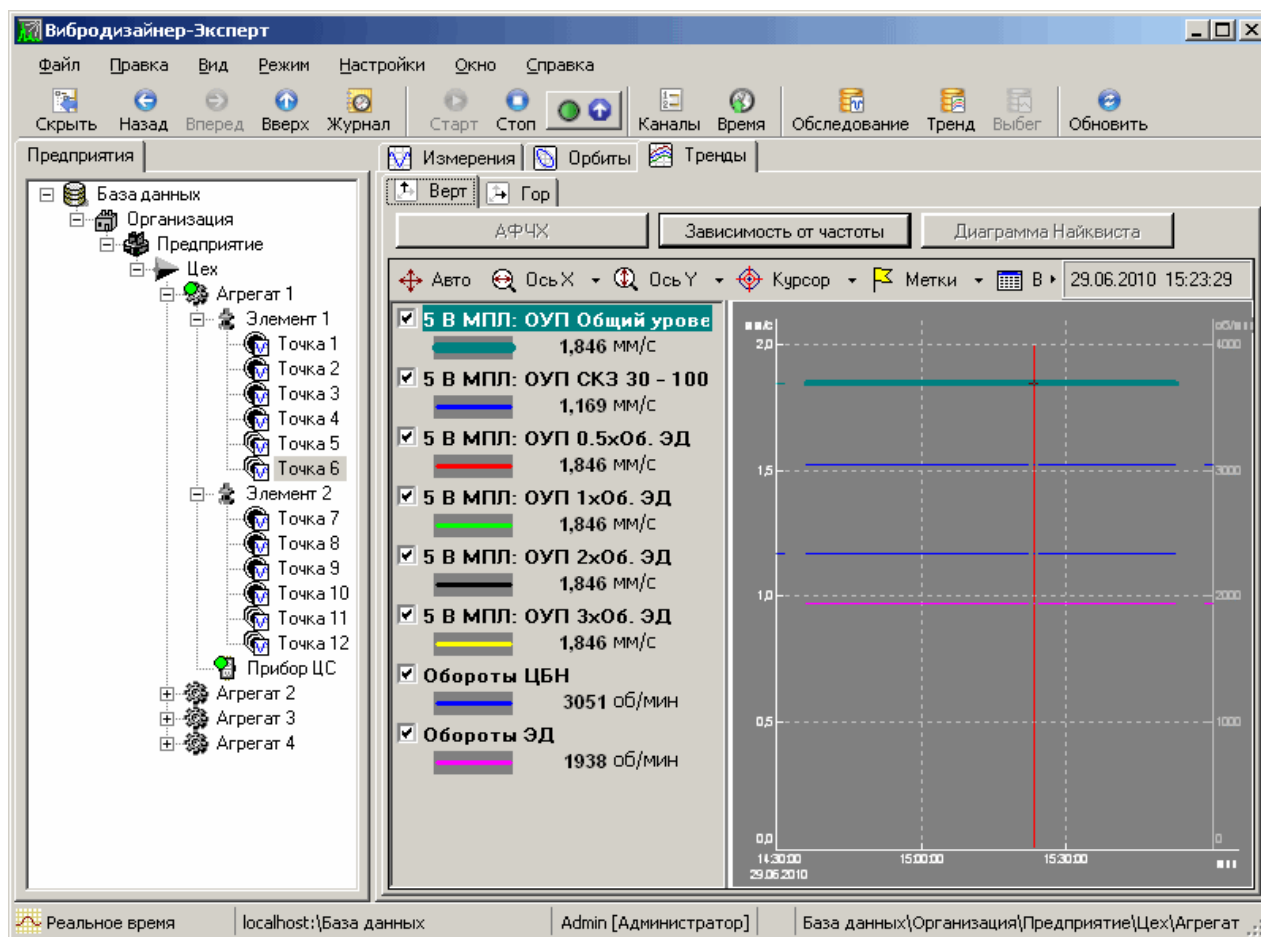 Вибродизайнер-Эксперт
Файл Правка Вид Режим Настройки Окно Справка
Скрыть Назад Вперед Вверх Журнал Старт Стоп Каналы Время Обследование Тренд Выбег Обновить
Предприятия
Измерения Орбиты Тренды
Верт Гор
АФЧХ Зависимость от частоты Диаграмма Найквиста
Авто Ось X Ось Y Курсор Метки В 29.06.2010 15:23:29
База данных
Организация
Предприятие
Цех
Агрегат 1
Элемент 1
Точка 1
Точка 2
Точка 3
Точка 4
Точка 5
Точка 6
Элемент 2
Точка 7
Точка 8
Точка 9
Точка 10
Точка 11
Точка 12
Прибор ЦС
Агрегат 2
Агрегат 3
Агрегат 4
5 В МПЛ: ОУП Общий урове
1,846 мм/с
5 В МПЛ: ОУП СКЗ 30 - 100
1,169 мм/с
5 В МПЛ: ОУП 0.5хОб. ЭД
1,846 мм/с
5 В МПЛ: ОУП 1хОб. ЭД
1,846 мм/с
5 В МПЛ: ОУП 2хОб. ЭД
1,846 мм/с
5 В МПЛ: ОУП 3хОб. ЭД
1,846 мм/с
Обороты ЦБН
3051 об/мин
Обороты ЭД
1938 об/мин
мм/с
2,0 4000
1,5 3000
1,0 2000
0,5 1000
0,0 0
14:30:00 15:00:00 15:30:00
29.06.2010
Реальное время localhost:\База данных Admin [Администратор] База данных\Организация\Предприятие\Цех\Агрегат